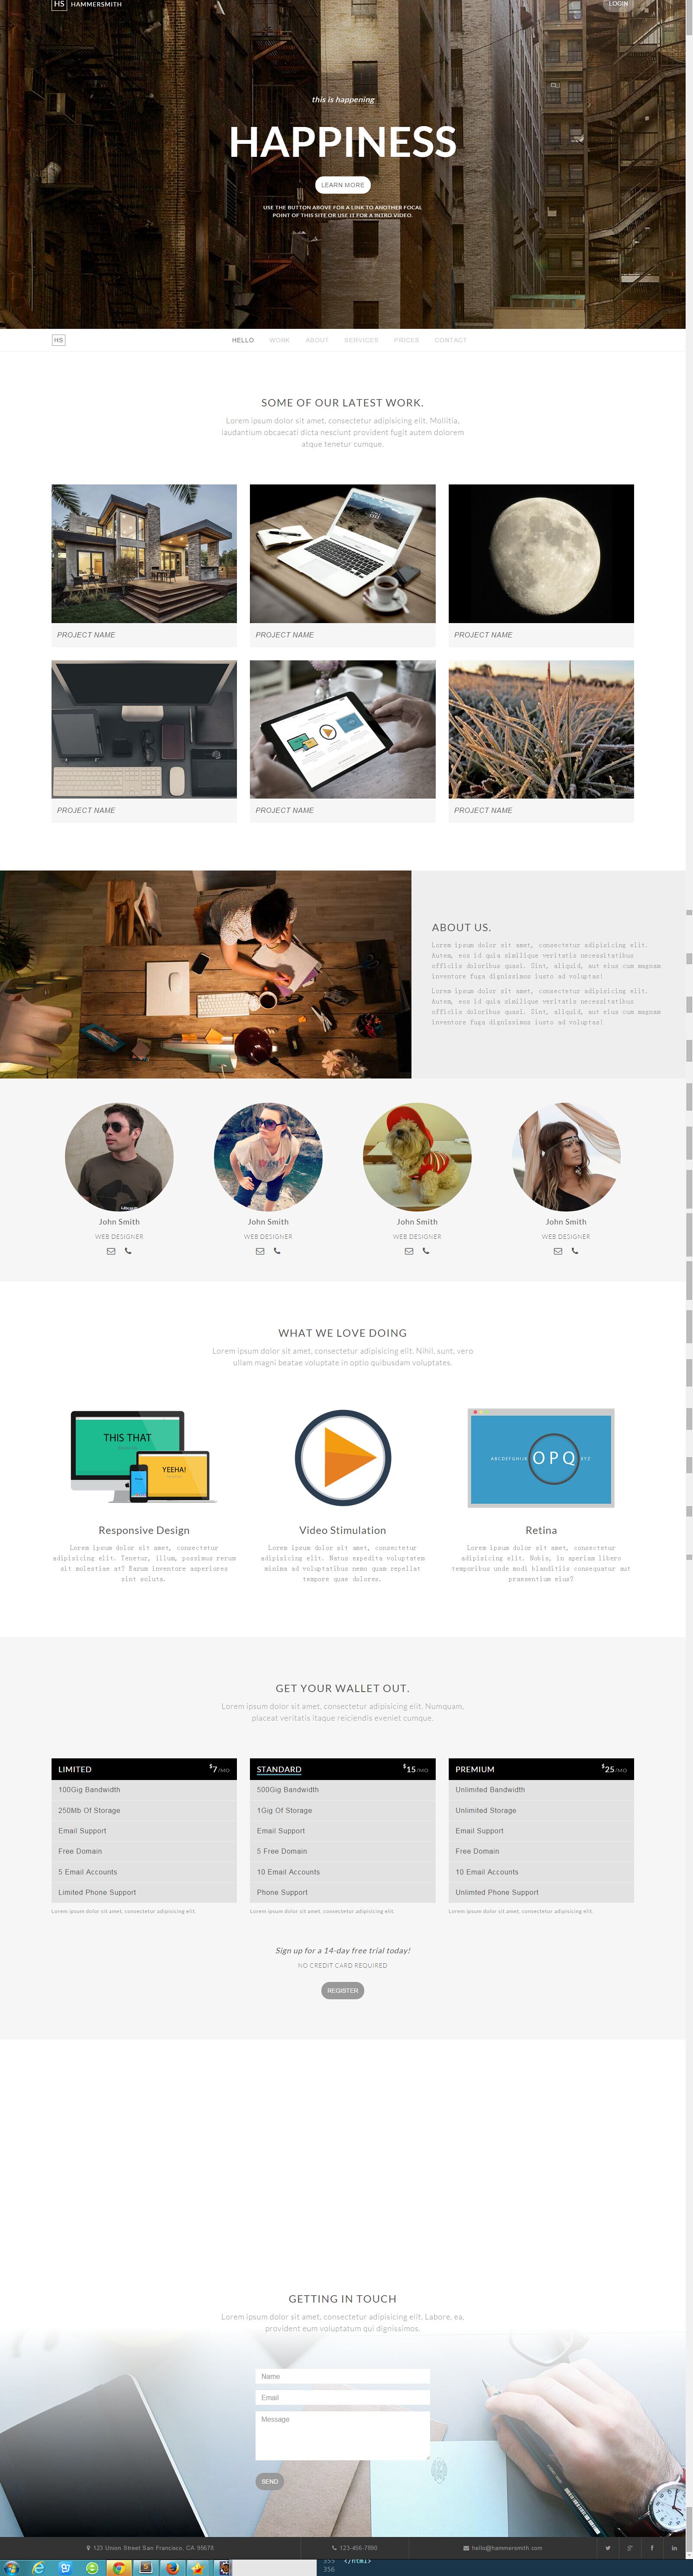 HS HAMMERSMITH LOGIN
this is happening
HAPPINESS
LEARN MORE
USE THE BUTTON ABOVE FOR A LINK TO ANOTHER FOCAL
POINT OF THIS SITE OR USE IT FOR A INTRO VIDEO.
HS HELLO WORK ABOUT SERVICES PRICES CONTACT
SOME OF OUR LATEST WORK.
Lorem ipsum dolor sit amet, consectetur adipisicing elit. Mollitia,
laudantium obcaecati dicta nesciunt provident fugit autem dolorem
atque tenetur cumque.
PROJECT NAME PROJECT NAME PROJECT NAME
PROJECT NAME PROJECT NAME PROJECT NAME
ABOUT US.
Lorem ipsum dolor sit amet, consectetur adipisicing elit.
Autem, eos id quia similique veritatis necessitatibus
officiis doloribus quasi. Sint, aliquid, aut eius cum magnam
inventore fuga dignissimos iusto ad voluptas!
Lorem ipsum dolor sit amet, consectetur adipisicing elit.
Autem, eos id quia similique veritatis necessitatibus
officiis doloribus quasi. Sint, aliquid, aut eius cum magnam
inventore fuga dignissimos iusto ad voluptas!
John Smith John Smith John Smith John Smith
WEB DESIGNER WEB DESIGNER WEB DESIGNER WEB DESIGNER
WHAT WE LOVE DOING
Lorem ipsum dolor sit amet, consectetur adipisicing elit. Nihil, sunt, vero
ullam magni beatae voluptate in optio quibusdam voluptates.
THIS THAT
YEEHA!
ABCDEFGHIJK OPQ XYZ
Responsive Design
Lorem ipsum dolor sit amet, consectetur
adipisicing elit. Tenetur, illum, possimus rerum
sit molestiae at? Earum inventore asperiores
sint soluta.
Video Stimulation
Lorem ipsum dolor sit amet, consectetur
adipisicing elit. Natus expedita voluptatem
minima ad voluptatibus nemo quam repellat
tempore quae dolores.
Retina
Lorem ipsum dolor sit amet, consectetur
adipisicing elit. Nobis, in aperiam libero
temporibus unde modi blanditiis consequatur aut
praesentium eius?
GET YOUR WALLET OUT.
Lorem ipsum dolor sit amet, consectetur adipisicing elit. Numquam,
placeat veritatis itaque reiciendis eveniet cumque.
LIMITED $7/MO
100Gig Bandwidth
250Mb Of Storage
Email Support
Free Domain
5 Email Accounts
Limited Phone Support
Lorem ipsum dolor sit amet, consectetur adipisicing elit.
STANDARD $15/MO
500Gig Bandwidth
1Gig Of Storage
Email Support
5 Free Domain
10 Email Accounts
Phone Support
Lorem ipsum dolor sit amet, consectetur adipisicing elit.
PREMIUM $25/MO
Unlimited Bandwidth
Unlimited Storage
Email Support
Free Domain
10 Email Accounts
Unlimited Phone Support
Lorem ipsum dolor sit amet, consectetur adipisicing elit.
Sign up for a 14-day free trial today!
NO CREDIT CARD REQUIRED
REGISTER
GETTING IN TOUCH
Lorem ipsum dolor sit amet, consectetur adipisicing elit. Labore, ea,
provident eum voluptatum qui dignissimos.
Name
Email
Message
SEND
123 Union Street San Francisco, CA 95678 123-456-7890 hello@hammersmith.com
355 </html>
356